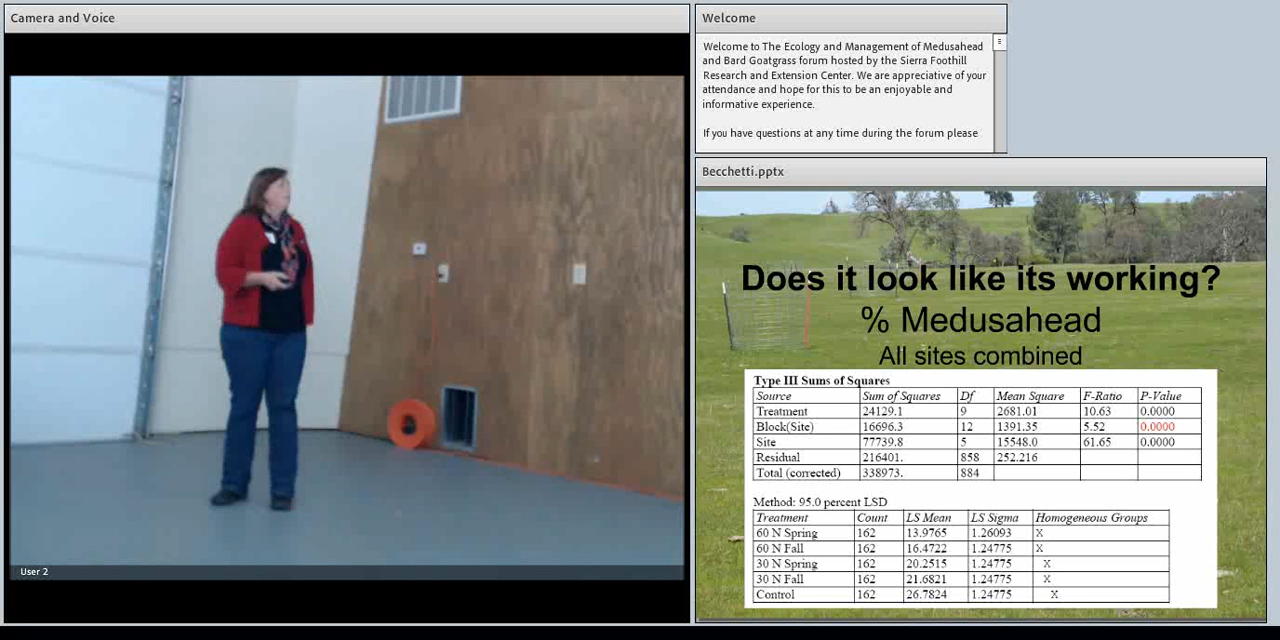 Camera and Voice
User 2
Welcome
Welcome to The Ecology and Management of Medusahead
and Bard Goatgrass forum hosted by the Sierra Foothill
Research and Extension Center. We are appreciative of your
attendance and hope for this to be an enjoyable and
informative experience.
If you have questions at any time during the forum please
Becchetti.pptx
Does it look like its working?
% Medusahead
All sites combined
Type III Sums of Squares
Source Sum of Squares Df Mean Square F-Ratio P-Value
Treatment 24129.1 9 2681.01 10.63 0.0000
Block(Site) 16696.3 12 1391.35 5.52 0.0000
Site 77739.8 5 15548.0 61.65 0.0000
Residual 216401. 858 252.216
Total (corrected) 338973. 884
Method: 95.0 percent LSD
Treatment Count LS Mean LS Sigma Homogeneous Groups
60 N Spring 162 13.9765 1.26093 X
60 N Fall 162 16.4722 1.24775 X
30 N Spring 162 20.2515 1.24775 X
30 N Fall 162 21.6821 1.24775 X
Control 162 26.7824 1.24775 X